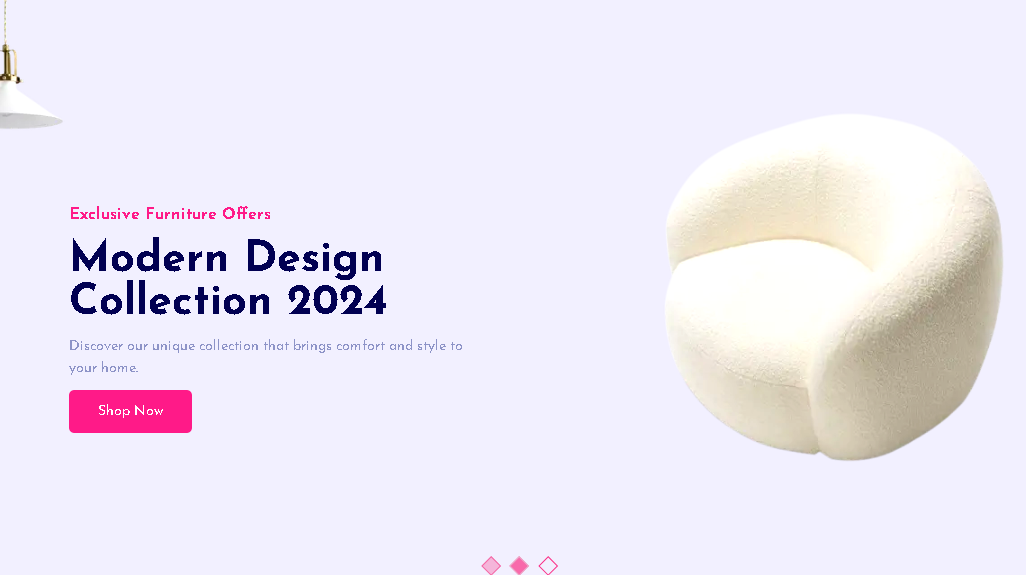 Exclusive Furniture Offers
Modern Design
Collection 2024
Discover our unique collection that brings comfort and style to
your home.
Shop Now